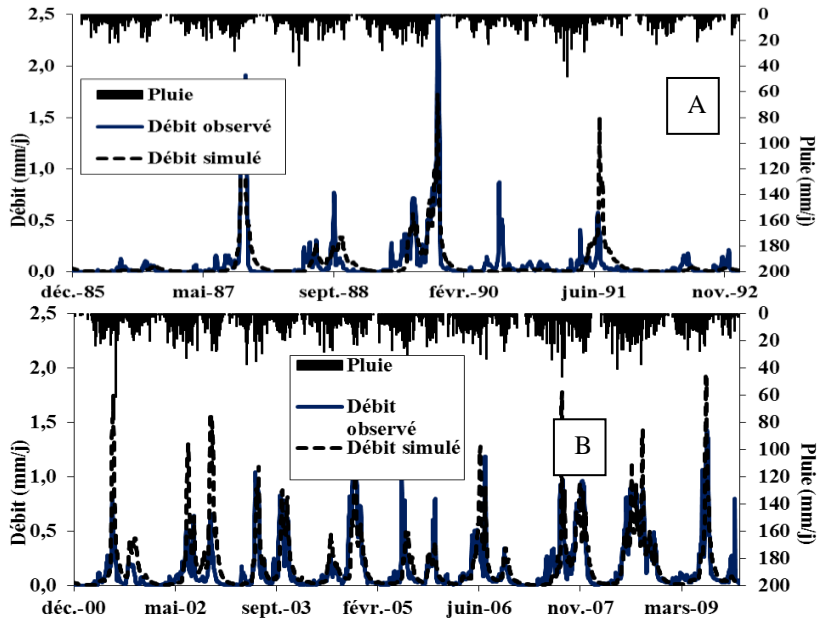 2,5
2,0
1,5
1,0
0,5
0,0
Débit (mm/j)
Pluie
Débit observé
Débit simulé
A
0
20
40
60
80
100
120
140
160
180
200
Pluie (mm/j)
déc.-85
mai-87
sept.-88
févr.-90
juin-91
nov.-92
2,5
2,0
1,5
1,0
0,5
0,0
Débit (mm/j)
Pluie
Débit
observé
Débit simulé
B
0
20
40
60
80
100
120
140
160
180
200
Pluie (mm/j)
déc.-00
mai-02
sept.-03
févr.-05
juin-06
nov.-07
mars-09